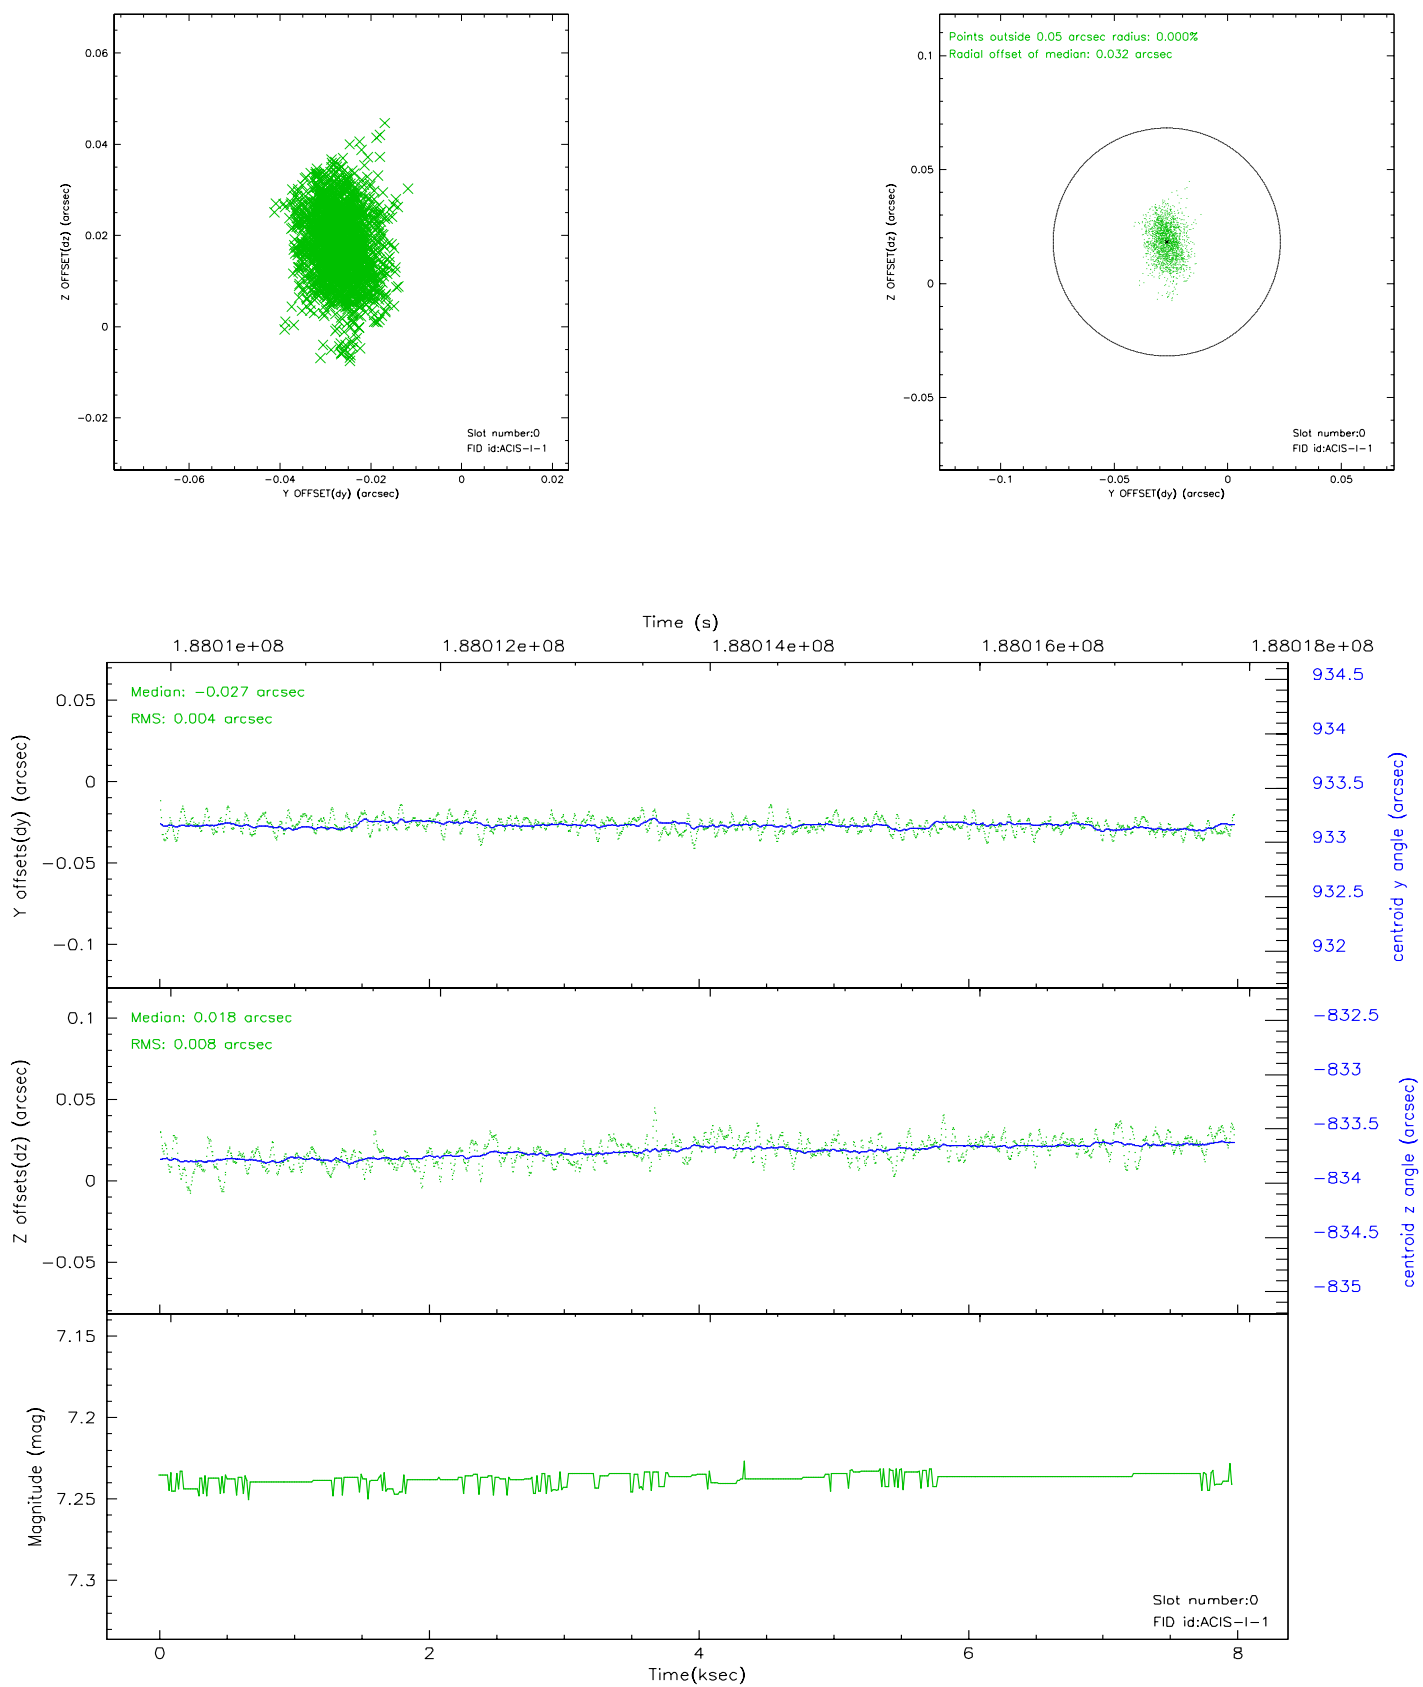 0.06
0.04
0.02
0
-0.02
Z OFFSET(dz) (arcsec)
Slot number:0
FID id:ACIS-I-1
-0.06
-0.04
-0.02
0
0.02
Y OFFSET(dy) (arcsec)
Points outside 0.05 arcsec radius: 0.000%
Radial offset of median: 0.032 arcsec
0.1
0.05
0
-0.05
Z OFFSET(dz) (arcsec)
Slot number:0
FID id:ACIS-I-1
-0.1
-0.05
0
0.05
Y OFFSET(dy) (arcsec)
Time (s)
1.8801e+08
1.88012e+08
1.88014e+08
1.88016e+08
1.88018e+08
Median: -0.027 arcsec
RMS: 0.004 arcsec
0.05
0
-0.05
-0.1
Y offsets(dy) (arcsec)
934.5
934
933.5
933
932.5
932
centroid y angle (arcsec)
Median: 0.018 arcsec
RMS: 0.008 arcsec
0.1
0.05
0
-0.05
Z offsets(dz) (arcsec)
-832.5
-833
-833.5
-834
-834.5
-835
centroid z angle (arcsec)
7.15
7.2
7.25
7.3
Magnitude (mag)
Slot number:0
FID id:ACIS-I-1
0
2
4
6
8
Time(ksec)